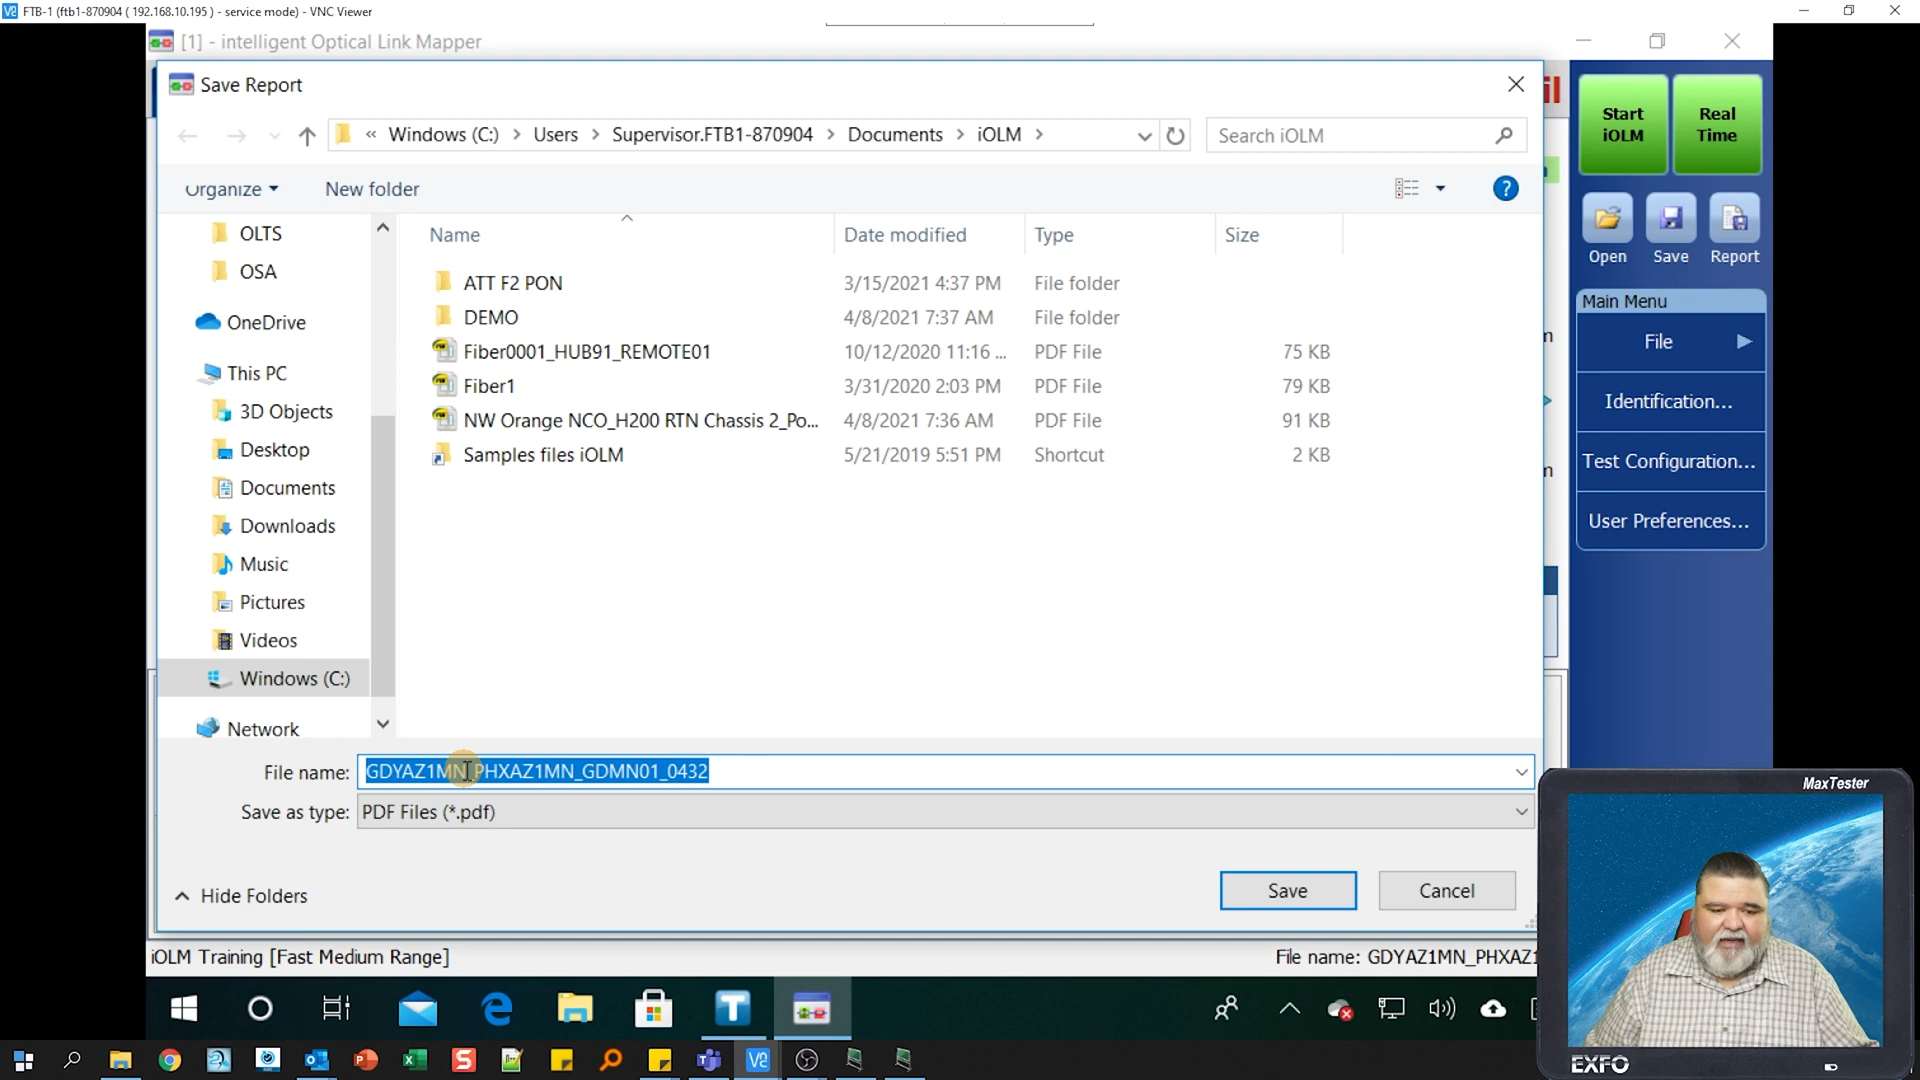 FTB-1 (ftb1-870904 ( 192.168.10.195 ) - service mode) - VNC Viewer
[1] - intelligent Optical Link Mapper
Save Report
« Windows (C:) > Users > Supervisor.FTB1-870904 > Documents > iOLM >
Search iOLM
Organize
New folder
Name
Date modified
Type
Size
OLTS
OSA
OneDrive
This PC
3D Objects
Desktop
Documents
Downloads
Music
Pictures
Videos
Windows (C:)
Network
ATT F2 PON 3/15/2021 4:37 PM File folder
DEMO 4/8/2021 7:37 AM File folder
Fiber0001_HUB91_REMOTE01 10/12/2020 11:16 ... PDF File 75 KB
Fiber1 3/31/2020 2:03 PM PDF File 79 KB
NW Orange NCO_H200 RTN Chassis 2_Po... 4/8/2021 7:36 AM PDF File 91 KB
Samples files iOLM 5/21/2019 5:51 PM Shortcut 2 KB
File name: GDYAZ1MN_PHXAZ1MN_GDMN01_0432
Save as type: PDF Files (*.pdf)
Hide Folders
Save
Cancel
Start iOLM
Real Time
Open
Save
Report
Main Menu
File
Identification...
Test Configuration...
User Preferences...
iOLM Training [Fast Medium Range]
File name: GDYAZ1MN_PHXAZ1
MaxTester
EXFO